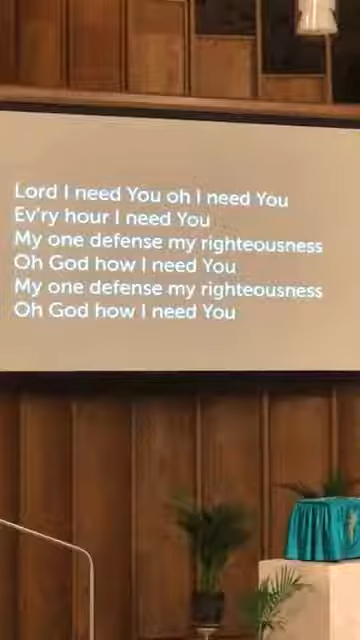 Lord I need You oh I need You
Ev'ry hour I need You
My one defense my righteousness
Oh God how I need You
My one defense my righteousness
Oh God how I need You